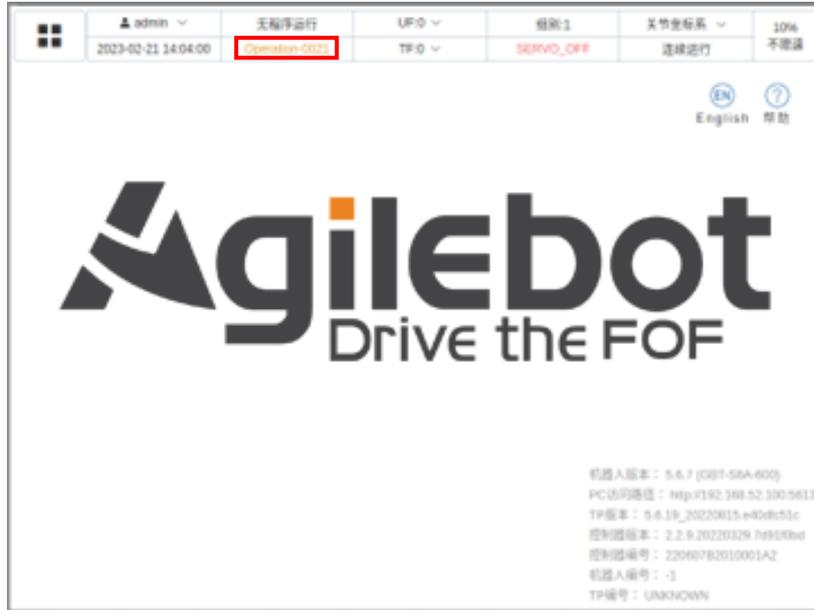 admin 无程序运行 UF:0 组别:1 关节坐标系 10%
2023-02-21 14:04:00 Operation-0021 TF:0 SERVO_OFF 连续运行 不限速
EN
English 帮助
Agilebot
Drive the FOF
机器人版本： 5.6.7 (GBT-S6A-600)
PC访问路径： http://192.168.52.100:5613
TP版本： 5.6.19_20220815.e40dfc51c
控制器版本： 2.2.9.20220329.
控制器编号： 220607B2010001A2
机器人编号： -1
TP编号： UNKNOWN